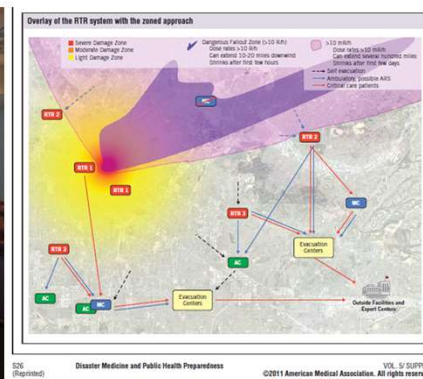 Overlay of the RTR system with the zoned approach
Severe Damage Zone
Moderate Damage Zone
Light Damage Zone
Dangerous Fallout Zone (>10 R/h)
Dose rates >10 R/h
Can extend 10-20 miles downwind
Shrinks after first few hours
>10 mR/h
Dose rates >10 mR/h
Can extend several hundred miles
Shrinks after first few days
Self evacuation
Ambulatory, possible ARS
Critical care patients
MC
RTR 2
RTR 2
RTR 1
RTR 1
MC
RTR 3
Evacuation
Centers
RTR 2
AC
Outside Facilities and
Expert Centers
AC
AC
MC
Evacuation
Centers
S26
(Reprinted)
Disaster Medicine and Public Health Preparedness
VOL. 5/ SUPP
©2011 American Medical Association. All rights reserv